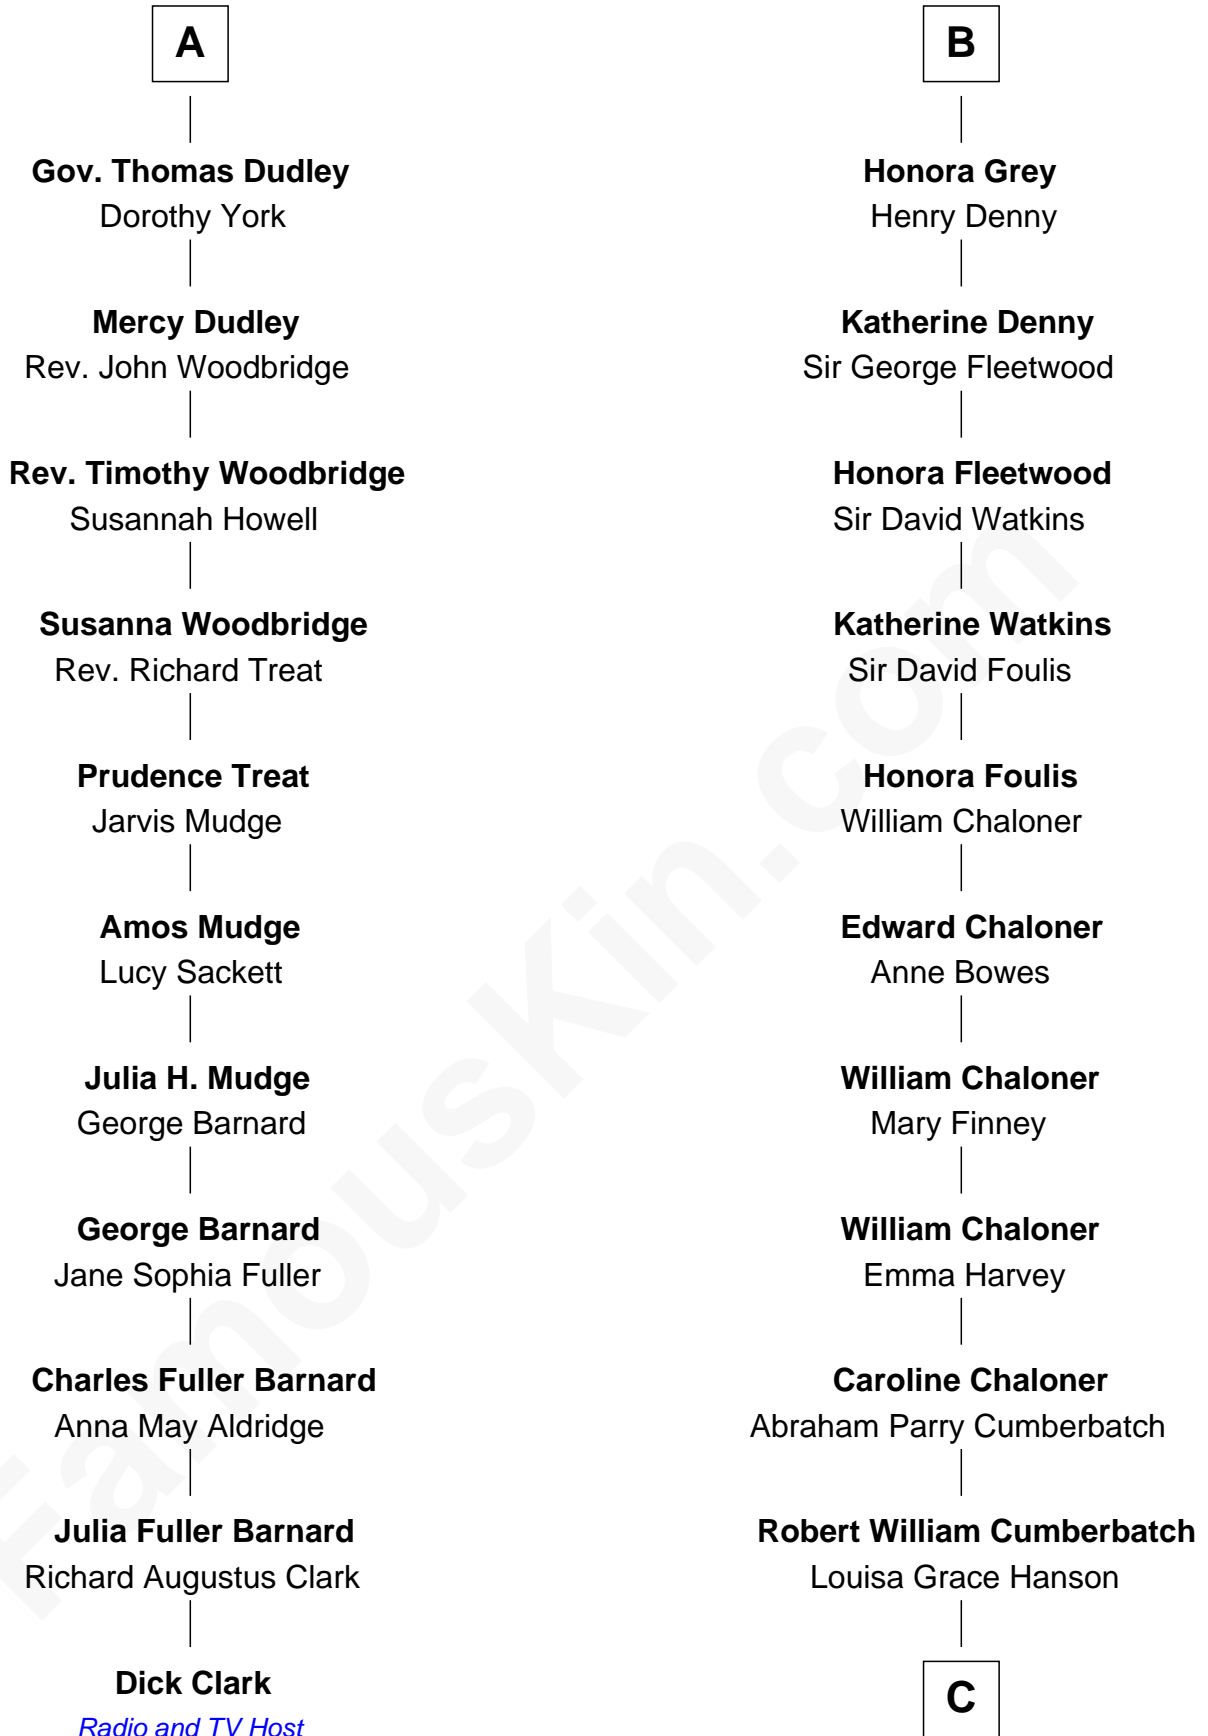 A
Gov. Thomas Dudley
Dorothy York
Mercy Dudley
Rev. John Woodbridge
Rev. Timothy Woodbridge
Susannah Howell
Susanna Woodbridge
Rev. Richard Treat
Prudence Treat
Jarvis Mudge
Amos Mudge
Lucy Sackett
Julia H. Mudge
George Barnard
George Barnard
Jane Sophia Fuller
Charles Fuller Barnard
Anna May Aldridge
Julia Fuller Barnard
Richard Augustus Clark
Dick Clark
Radio and TV Host
B
Honora Grey
Henry Denny
Katherine Denny
Sir George Fleetwood
Honora Fleetwood
Sir David Watkins
Katherine Watkins
Sir David Foulis
Honora Foulis
William Chaloner
Edward Chaloner
Anne Bowes
William Chaloner
Mary Finney
William Chaloner
Emma Harvey
Caroline Chaloner
Abraham Parry Cumberbatch
Robert William Cumberbatch
Louisa Grace Hanson
C
FamousKin.com